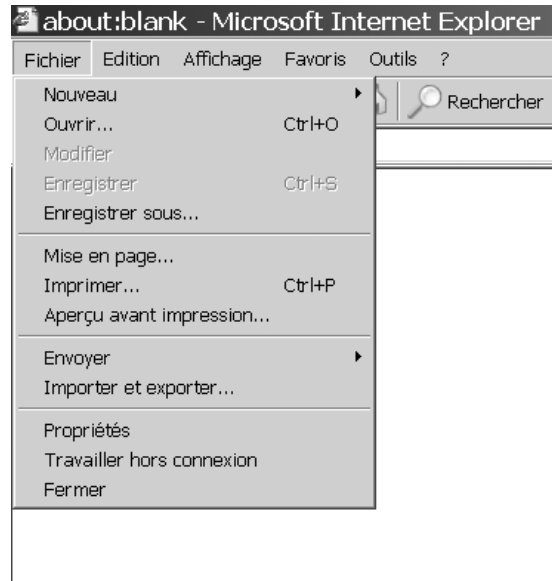 about:blank - Microsoft Internet Explorer
Fichier Edition Affichage Favoris Outils ?
Rechercher
Nouveau
Ouvrir... Ctrl+O
Modifier
Enregistrer Ctrl+S
Enregistrer sous...
Mise en page...
Imprimer... Ctrl+P
Aperçu avant impression...
Envoyer
Importer et exporter...
Propriétés
Travailler hors connexion
Fermer